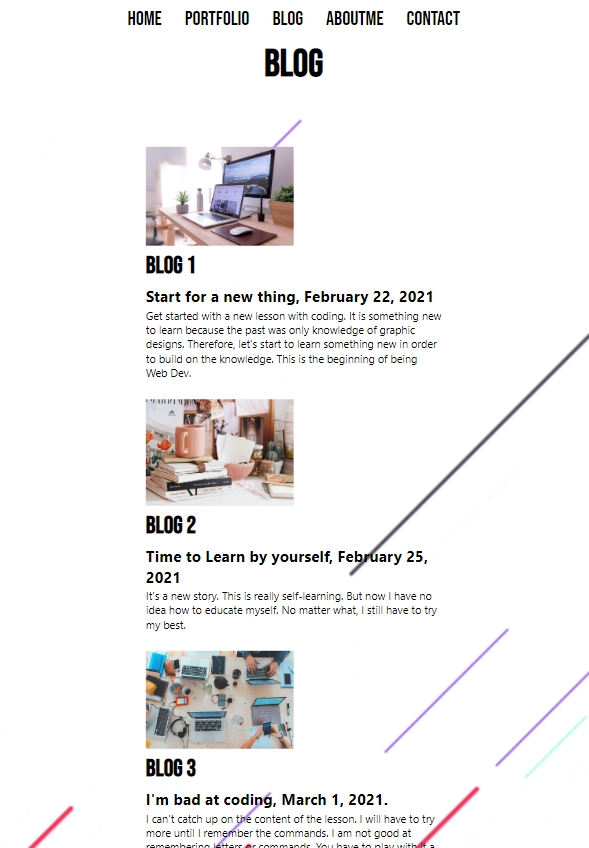 HOME PORTFOLIO BLOG ABOUTME CONTACT
BLOG
BLOG 1
Start for a new thing, February 22, 2021
Get started with a new lesson with coding. It is something new
to learn because the past was only knowledge of graphic
designs. Therefore, let's start to learn something new in order
to build on the knowledge. This is the beginning of being
Web Dev.
BLOG 2
Time to Learn by yourself, February 25,
2021
It's a new story. This is really self-learning. But now I have no
idea how to educate myself. No matter what, I still have to try
my best.
BLOG 3
I'm bad at coding, March 1, 2021.
I can't catch up on the content of the lesson. I will have to try
more until I remember the commands. I am not good at
remembering letters or commands. You have to play with it a